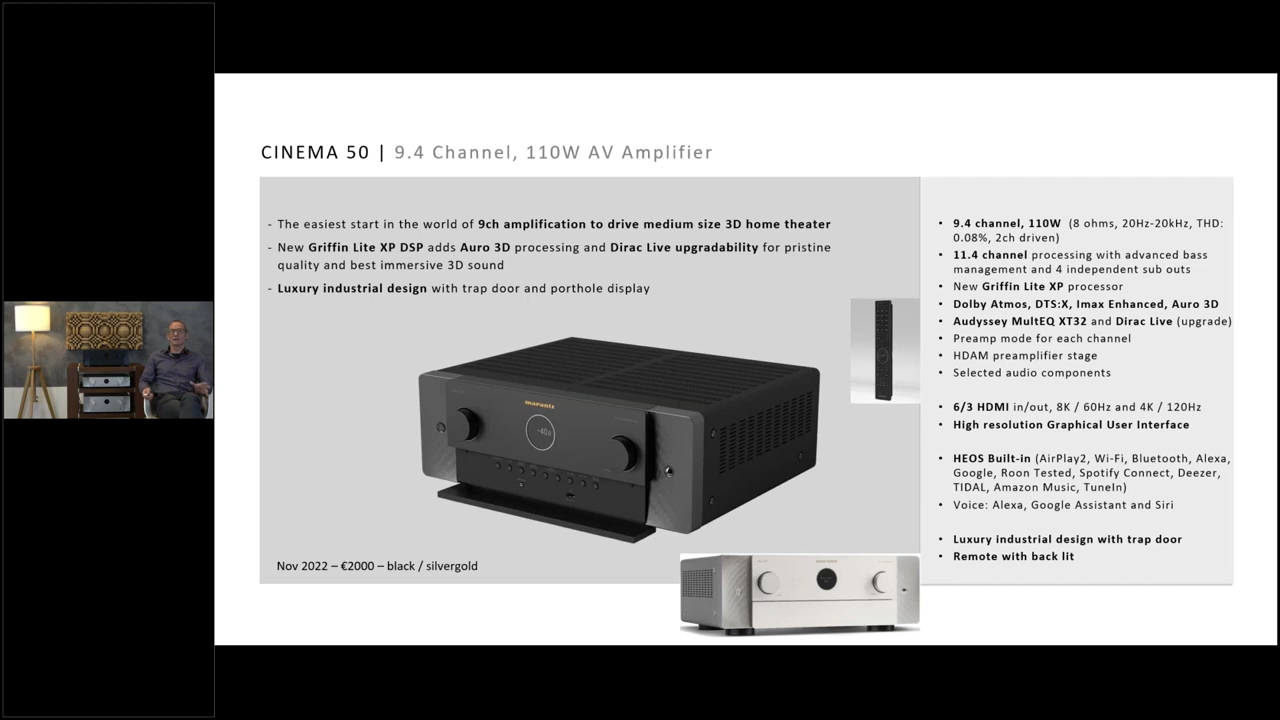 CINEMA 50 | 9.4 Channel, 110W AV Amplifier
- The easiest start in the world of 9ch amplification to drive medium size 3D home theater
- New Griffin Lite XP DSP adds Auro 3D processing and Dirac Live upgradability for pristine
quality and best immersive 3D sound
- Luxury industrial design with trap door and porthole display
marantz
Nov 2022 – €2000 – black / silvergold
• 9.4 channel, 110W (8 ohms, 20Hz-20kHz, THD:
0.08%, 2ch driven)
• 11.4 channel processing with advanced bass
management and 4 independent sub outs
• New Griffin Lite XP processor
• Dolby Atmos, DTS:X, Imax Enhanced, Auro 3D
• Audyssey MultEQ XT32 and Dirac Live (upgrade)
• Preamp mode for each channel
• HDAM preamplifier stage
• Selected audio components
• 6/3 HDMI in/out, 8K / 60Hz and 4K / 120Hz
• High resolution Graphical User Interface
• HEOS Built-in (AirPlay2, Wi-Fi, Bluetooth, Alexa,
Google, Roon Tested, Spotify Connect, Deezer,
TIDAL, Amazon Music, TuneIn)
• Voice: Alexa, Google Assistant and Siri
• Luxury industrial design with trap door
• Remote with back lit